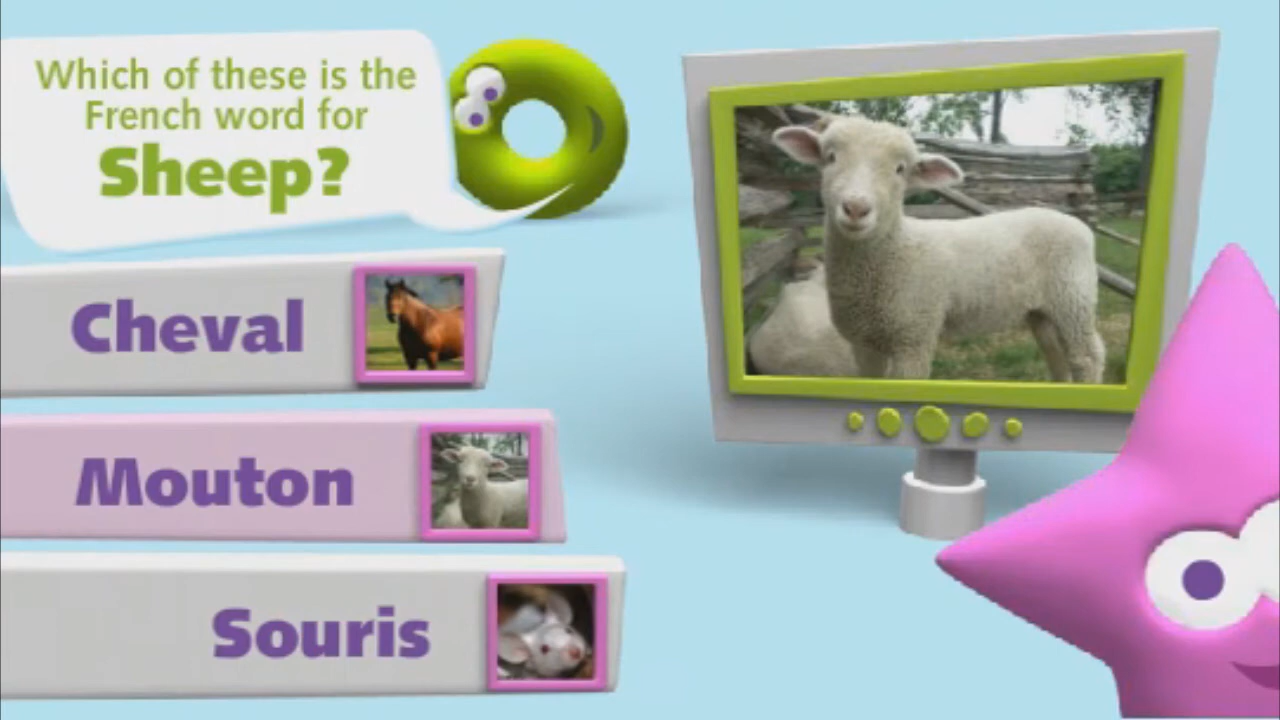 Which of these is the
French word for
Sheep?
Cheval
Mouton
Souris